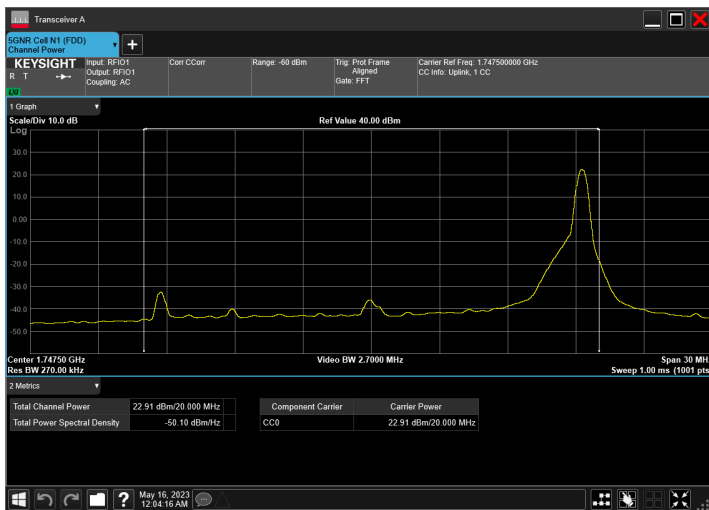 Transceiver A
5GNR Cell N1 (FDD)
Channel Power
KEYSIGHT
R T
LXI
Input: RFIO1
Output: RFIO1
Coupling: AC
Corr CCorr
Range: -60 dBm
Trig: Prot Frame
Aligned
Gate: FFT
Carrier Ref Freq: 1.747500000 GHz
CC Info: Uplink, 1 CC
1 Graph
Scale/Div 10.0 dB
Ref Value 40.00 dBm
Log
30.0
20.0
10.0
0.00
-10.0
-20.0
-30.0
-40.0
-50.0
Center 1.74750 GHz
Video BW 2.7000 MHz
Span 30 MH
Res BW 270.00 kHz
Sweep 1.00 ms (1001 pts
2 Metrics
Total Channel Power 22.91 dBm/20.000 MHz
Total Power Spectral Density -50.10 dBm/Hz
Component Carrier Carrier Power
CC0 22.91 dBm/20.000 MHz
?
May 16, 2023
12:04:16 AM